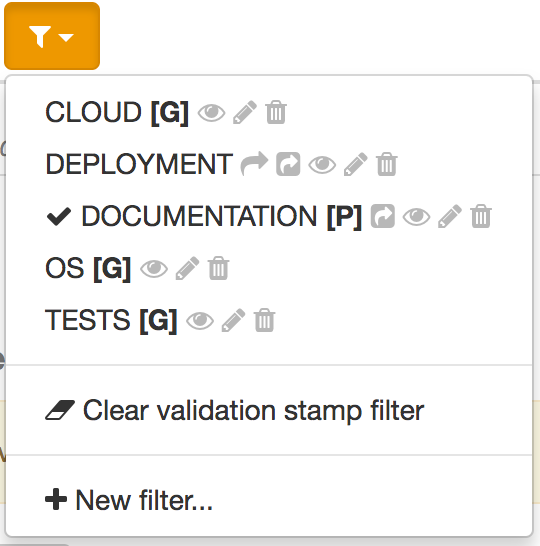 CLOUD [G]
DEPLOYMENT
DOCUMENTATION [P]
OS [G]
TESTS [G]
Clear validation stamp filter
New filter...